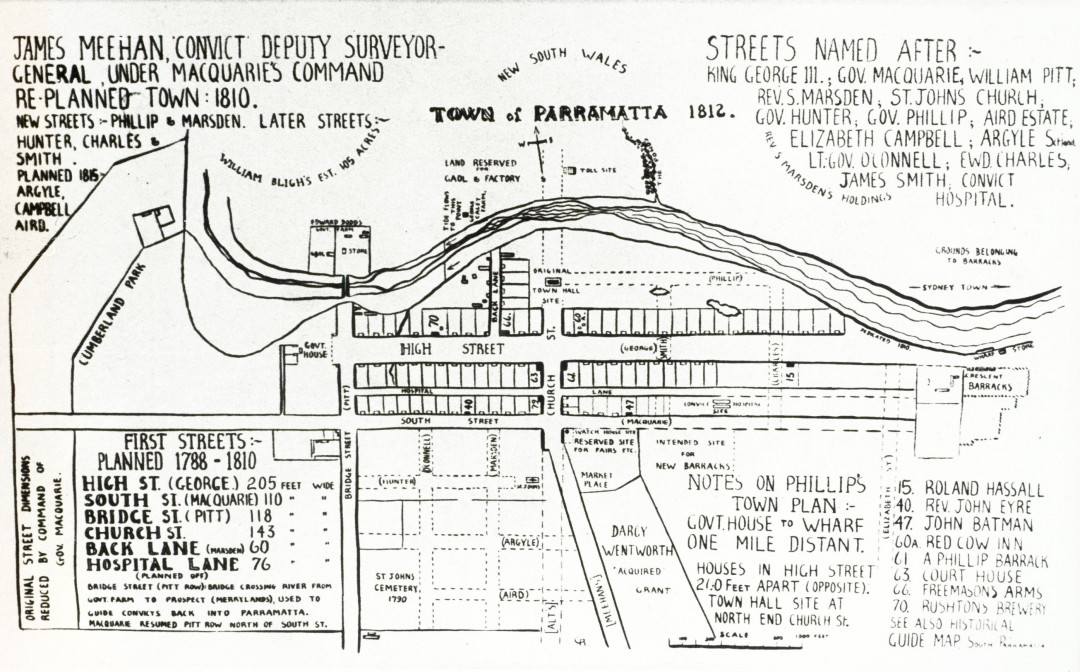 JAMES MEEHAN, 'CONVICT' DEPUTY SURVEYOR-
GENERAL, UNDER MACQUARIE'S COMMAND
RE-PLANNED TOWN : 1810.
NEW STREETS :- PHILLIP & MARSDEN. LATER STREETS :-
HUNTER, CHARLES &
SMITH.
PLANNED 1815-
ARGYLE,
CAMPBELL
AIRD.
NEW SOUTH WALES
TOWN of PARRAMATTA 1812.
STREETS NAMED AFTER :-
KING GEORGE III.; GOV. MACQUARIE, WILLIAM PITT;
REV. S. MARSDEN; ST. JOHNS CHURCH;
GOV. HUNTER; GOV. PHILLIP; AIRD ESTATE;
ELIZABETH CAMPBELL; ARGYLE
LT. GOV. OCONNELL; EWD. CHARLES,
JAMES SMITH; CONVICT
HOSPITAL.
REV S MARSDEN'S HOLDINGS
WILLIAM BLIGH'S EST. 105 ACRES
W
E
LAND RESERVED
FOR
GAOL & FACTORY
TOLL SITE
EDWARD DODD'S
GOVT. FARM
STORE
GROUNDS BELONGING
TO BARRACKS
SYDNEY TOWN
CUMBERLAND PARK
BACK LANE
ORIGINAL
TOWN HALL
SITE
(PHILLIP)
70
66
60
GOVT.
HOUSE
HIGH STREET
ST.
(GEORGE)
SMITH
(CHARLES)
WHARF STORE
CRESCENT
BARRACKS
(PITT)
63
15
HOSPITAL
LANE
CHURCH
40
79
47
CONVICT HOSPITAL
SITE
SOUTH STREET
(MACQUARIE)
FIRST STREETS :-
PLANNED 1788 - 1810
HIGH ST. (GEORGE.) 205 FEET WIDE
SOUTH ST. (MACQUARIE) 110 " "
BRIDGE ST. (PITT) 118 " "
CHURCH ST. 143 " "
BACK LANE (MARSDEN) 60 " "
HOSPITAL LANE 76 " "
(PLANNED OFF)
BRIDGE STREET (PITT ROW): BRIDGE CROSSING RIVER FROM
GOVT. FARM TO PROSPECT (MERRYLANDS), USED TO
GUIDE CONVICTS BACK INTO PARRAMATTA.
MACQUARIE RESUMED PITT ROW NORTH OF SOUTH ST.
ORIGINAL STREET DIMENSIONS
REDUCED BY COMMAND OF
GOV. MACQUARIE.
BRIDGE STREET
(HUNTER)
(MARSDEN)
ST. JOHNS
(ARGYLE)
(AIRD)
ST JOHNS
CEMETERY.
1790
WATCH HOUSE SITE
RESERVED SITE
FOR FAIRS ETC.
MARKET
PLACE
INTENDED SITE
FOR
NEW BARRACKS
DARCY
WENTWORTH
'ACQUIRED'
GRANT
ELIZABETH ST
NOTES ON PHILLIP'S
TOWN PLAN :-
GOVT. HOUSE TO WHARF
ONE MILE DISTANT.
HOUSES IN HIGH STREET
210 FEET APART (OPPOSITE).
TOWN HALL SITE AT
NORTH END CHURCH St.
SCALE
1000 FEET
15. ROLAND HASSALL
40. REV. JOHN EYRE
47. JOHN BATMAN
60A. RED COW INN
61 A PHILLIP BARRACK
63. COURT HOUSE
66. FREEMASONS ARMS
70. RUSHTONS BREWERY
SEE ALSO HISTORICAL
GUIDE MAP, SOUTH PARRAMATTA.